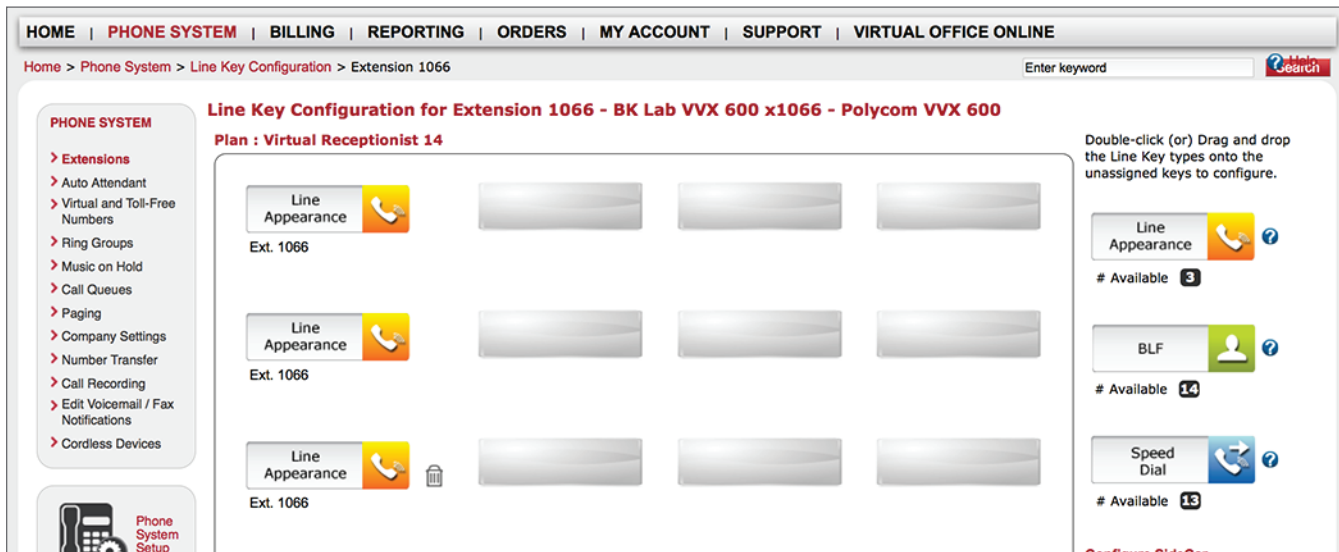 HOME | PHONE SYSTEM | BILLING | REPORTING | ORDERS | MY ACCOUNT | SUPPORT | VIRTUAL OFFICE ONLINE
Home > Phone System > Line Key Configuration > Extension 1066
Enter keyword
Search
Help
PHONE SYSTEM
Extensions
Auto Attendant
Virtual and Toll-Free
Numbers
Ring Groups
Music on Hold
Call Queues
Paging
Company Settings
Number Transfer
Call Recording
Edit Voicemail / Fax
Notifications
Cordless Devices
Phone
System
Setup
Line Key Configuration for Extension 1066 - BK Lab VVX 600 x1066 - Polycom VVX 600
Plan : Virtual Receptionist 14
Line
Appearance
Ext. 1066
Line
Appearance
Ext. 1066
Line
Appearance
Ext. 1066
Double-click (or) Drag and drop
the Line Key types onto the
unassigned keys to configure.
Line
Appearance
?
# Available 3
BLF
?
# Available 14
Speed
Dial
?
# Available 13
Configure SideCar